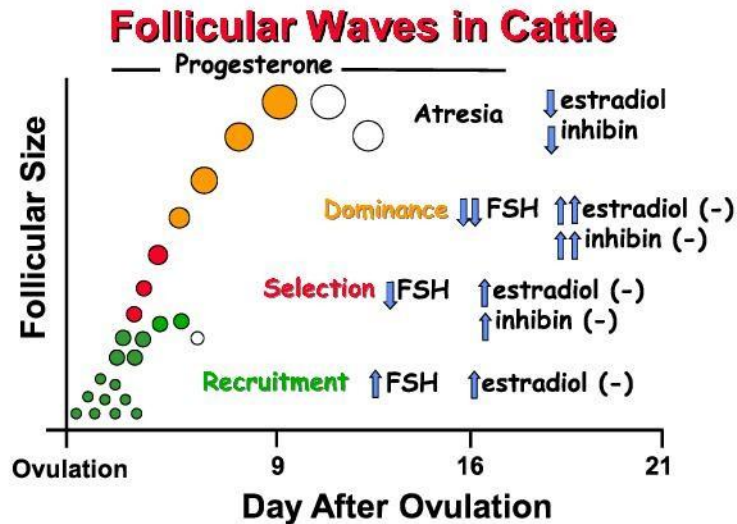 Follicular Waves in Cattle
Progesterone
Atresia
estradiol
inhibin
Dominance FSH estradiol (-)
inhibin (-)
Selection FSH estradiol (-)
inhibin (-)
Recruitment FSH estradiol (-)
Follicular Size
Ovulation 9 16 21
Day After Ovulation